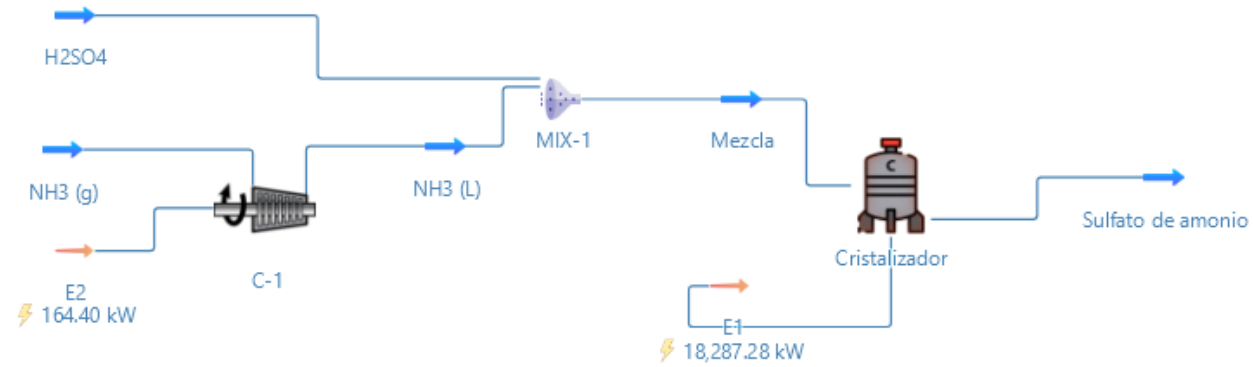 H2SO4
MIX-1
Mezcla
NH3 (g)
NH3 (L)
C
Sulfato de amonio
Cristalizador
C-1
E2
164.40 kW
E1
18,287.28 kW